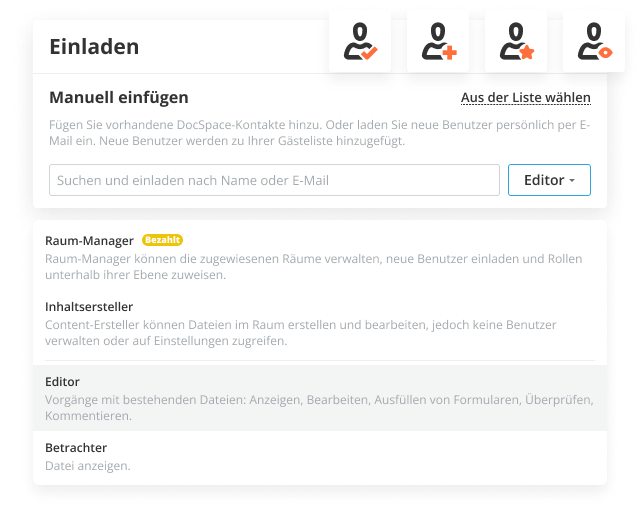 Einladen
Manuell einfügen
Aus der Liste wählen
Fügen Sie vorhandene DocSpace-Kontakte hinzu. Oder laden Sie neue Benutzer persönlich per E-
Mail ein. Neue Benutzer werden zu Ihrer Gästeliste hinzugefügt.
Suchen und einladen nach Name oder E-Mail
Editor
Raum-Manager Bezahlt
Raum-Manager können die zugewiesenen Räume verwalten, neue Benutzer einladen und Rollen
unterhalb ihrer Ebene zuweisen.
Inhaltsersteller
Content-Ersteller können Dateien im Raum erstellen und bearbeiten, jedoch keine Benutzer
verwalten oder auf Einstellungen zugreifen.
Editor
Vorgänge mit bestehenden Dateien: Anzeigen, Bearbeiten, Ausfüllen von Formularen, Überprüfen,
Kommentieren.
Betrachter
Datei anzeigen.